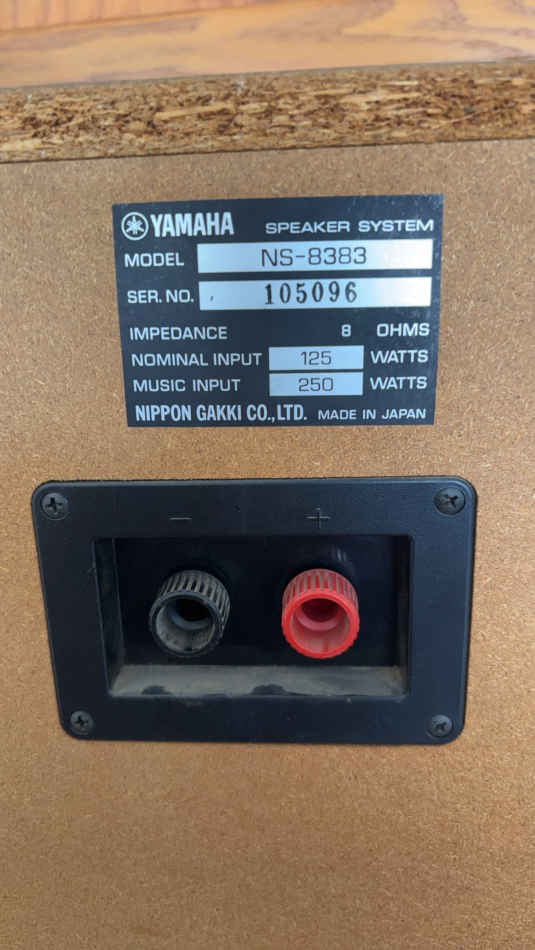 YAMAHA SPEAKER SYSTEM
MODEL NS-8383
SER. NO. 105096
IMPEDANCE 8 OHMS
NOMINAL INPUT 125 WATTS
MUSIC INPUT 250 WATTS
NIPPON GAKKI CO., LTD. MADE IN JAPAN
− +